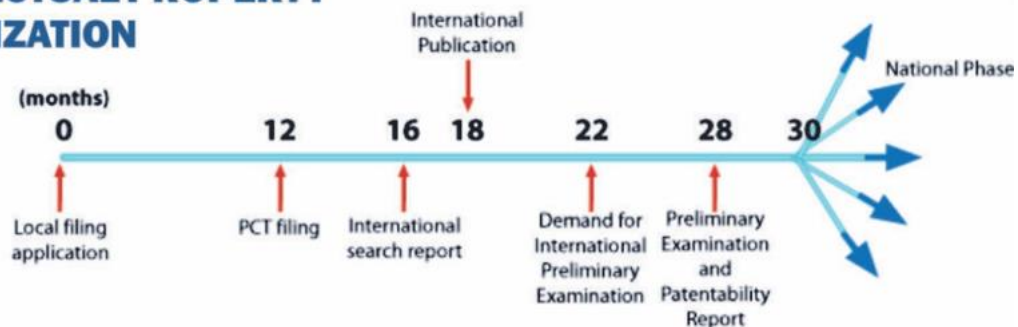 IZATION
International
Publication
National Phase
(months)
0 12 16 18 22 28 30
Local filing
application
PCT filing
International
search report
Demand for
International
Preliminary
Examination
Preliminary
Examination
and
Patentability
Report